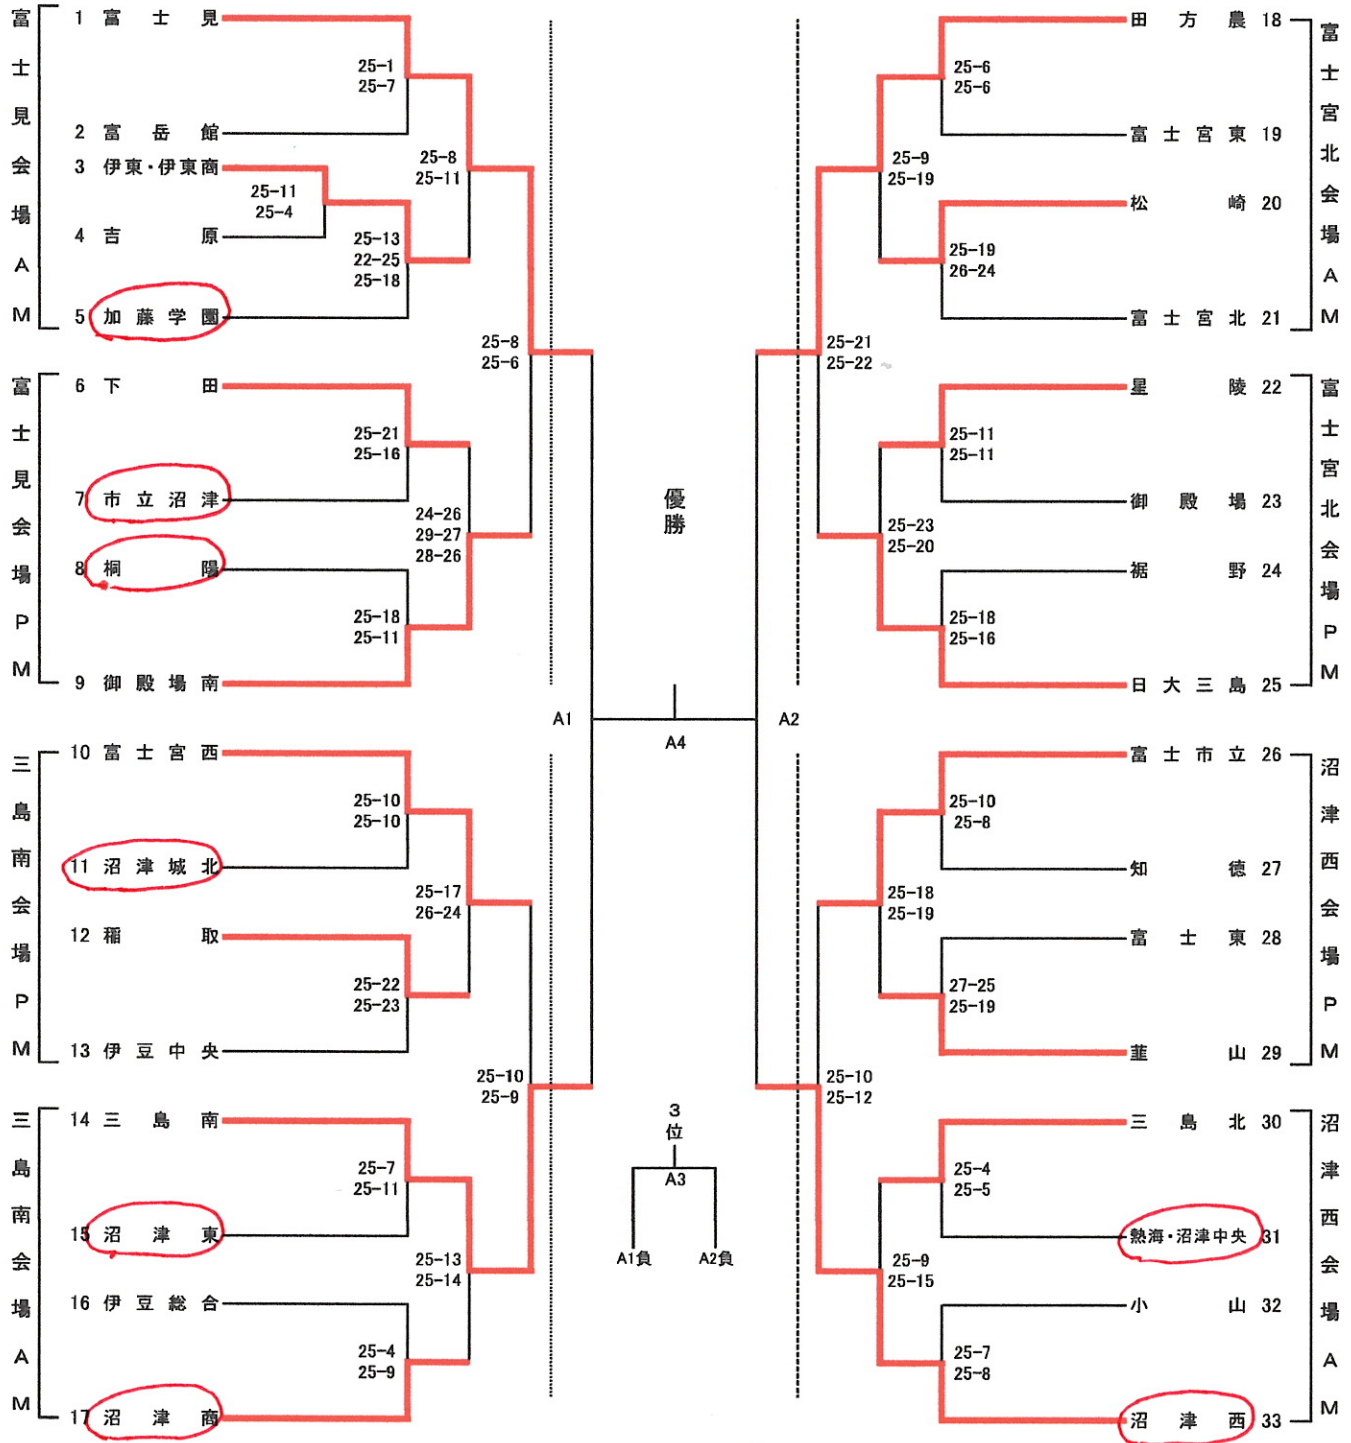 富士見会場AM
1 富士見
25-1
25-7
2 富岳館
3 伊東・伊東商
25-11
25-4
4 吉原
25-13
22-25
25-18
5 加藤学園
25-8
25-11
25-8
25-6
富士見会場PM
6 下田
25-21
25-16
7 市立沼津
24-26
29-27
28-26
8 桐陽
25-18
25-11
9 御殿場南
三島南会場PM
10 富士宮西
25-10
25-10
11 沼津城北
25-17
26-24
12 稲取
25-22
25-23
13 伊豆中央
25-10
25-9
三島南会場AM
14 三島南
25-7
25-11
15 沼津東
25-13
25-14
16 伊豆総合
25-4
25-9
17 沼津商
優勝
A1
A4
A2
3位
A3
A1負
A2負
富士宮北会場AM
田方農 18
25-6
25-6
富士宮東 19
25-9
25-19
松崎 20
25-19
26-24
富士宮北 21
25-21
25-22
富士宮北会場PM
星陵 22
25-11
25-11
御殿場 23
25-23
25-20
裾野 24
25-18
25-16
日大三島 25
沼津西会場PM
富士市立 26
25-10
25-8
知徳 27
25-18
25-19
富士東 28
27-25
25-19
韮山 29
25-10
25-12
沼津西会場AM
三島北 30
25-4
25-5
熱海・沼津中央 31
25-9
25-15
小山 32
25-7
25-8
沼津西 33